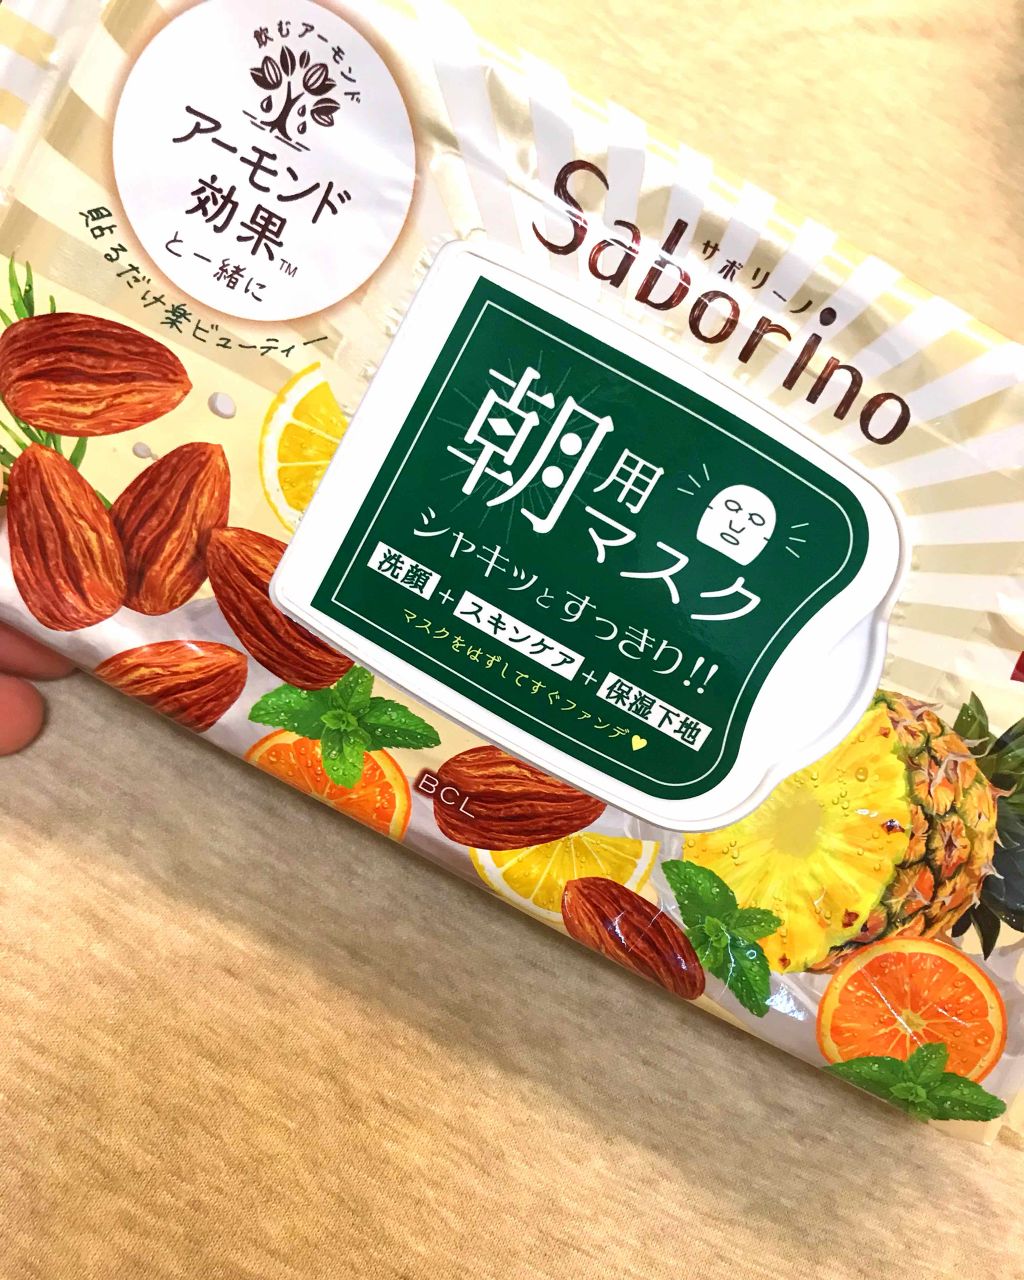 飲むアーモンド
アーモンド
効果™
と一緒に
貼るだけ楽ビューティー
サボリーノ
Saborino
朝用マスク
シャキッとすっきり!!
洗顔+スキンケア+保湿下地
マスクをはずしてすぐファンデ♥
BCL